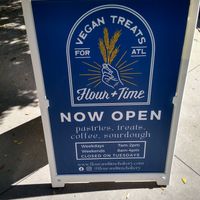 VEGAN TREATS
FOR ATL
Flour + Time
NOW OPEN
pastries, treats,
coffee, sourdough
Weekdays 7am-2pm
Weekends 8am-4pm
CLOSED ON TUESDAYS